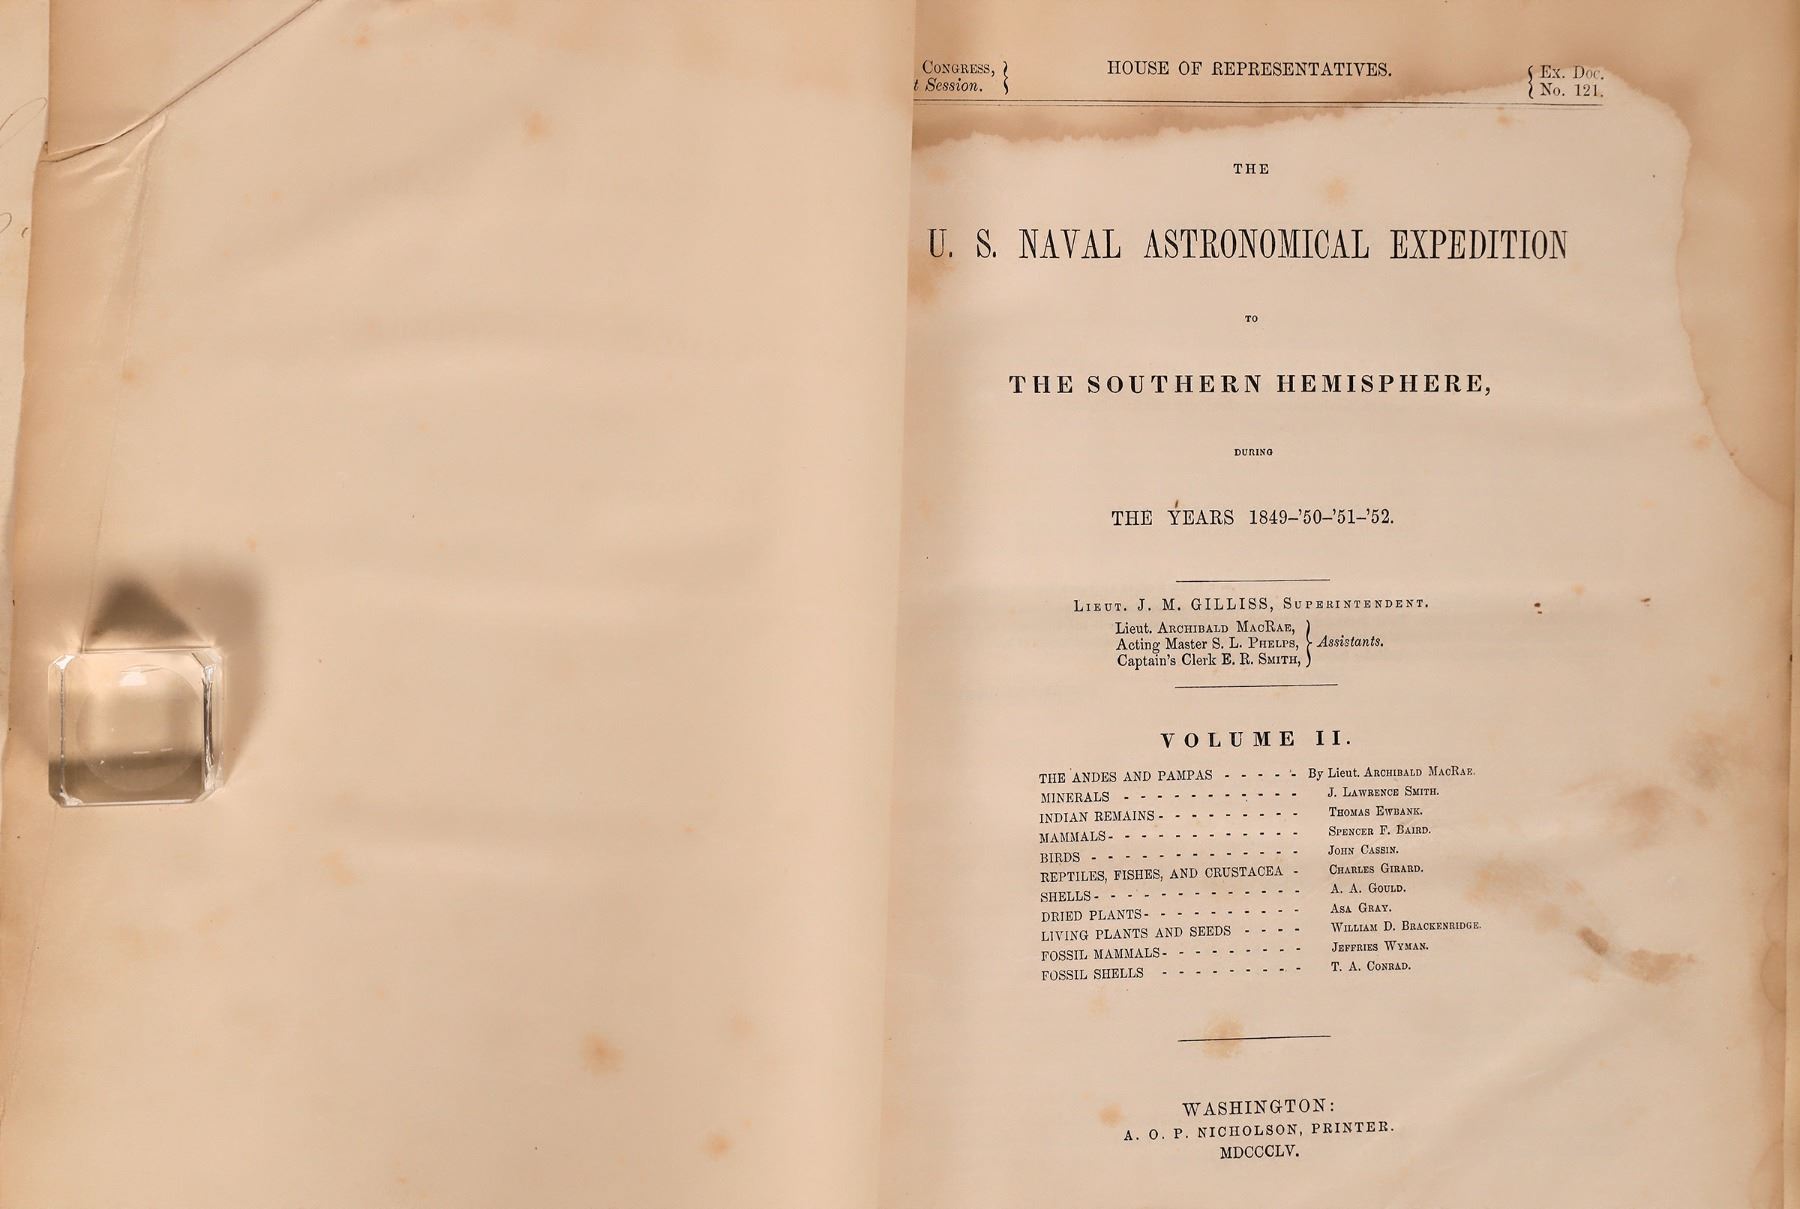 CONGRESS, } HOUSE OF REPRESENTATIVES. { EX. DOC.
t Session. } { No. 121.
THE
U. S. NAVAL ASTRONOMICAL EXPEDITION
TO
THE SOUTHERN HEMISPHERE,
DURING
THE YEARS 1849-'50-'51-'52.
LIEUT. J. M. GILLISS, SUPERINTENDENT.
Lieut. ARCHIBALD MACRAE,
Acting Master S. L. PHELPS, } Assistants.
Captain's Clerk E. R. SMITH,
VOLUME II.
THE ANDES AND PAMPAS - - - - - By Lieut. ARCHIBALD MACRAE.
MINERALS - - - - - - - - - - - J. LAWRENCE SMITH.
INDIAN REMAINS - - - - - - - - - THOMAS EWBANK.
MAMMALS - - - - - - - - - - - - SPENCER F. BAIRD.
BIRDS - - - - - - - - - - - - - JOHN CASSIN.
REPTILES, FISHES, AND CRUSTACEA - CHARLES GIRARD.
SHELLS - - - - - - - - - - - - - A. A. GOULD.
DRIED PLANTS - - - - - - - - - - ASA GRAY.
LIVING PLANTS AND SEEDS - - - - WILLIAM D. BRACKENRIDGE.
FOSSIL MAMMALS - - - - - - - - - JEFFRIES WYMAN.
FOSSIL SHELLS - - - - - - - - - T. A. CONRAD.
WASHINGTON:
A. O. P. NICHOLSON, PRINTER.
MDCCCLV.